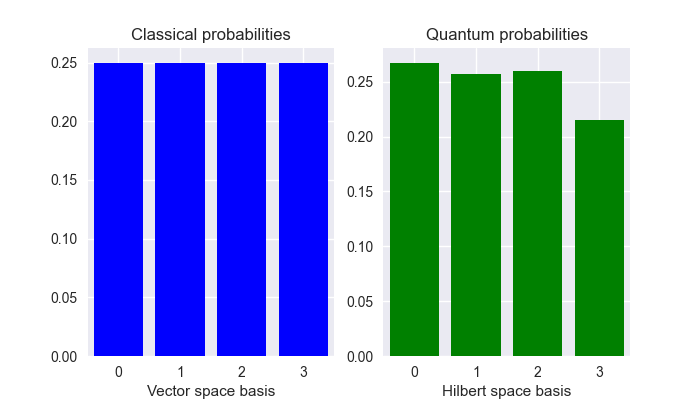 Classical probabilities
0.25
0.20
0.15
0.10
0.05
0.00
0 1 2 3
Vector space basis
Quantum probabilities
0.25
0.20
0.15
0.10
0.05
0.00
0 1 2 3
Hilbert space basis